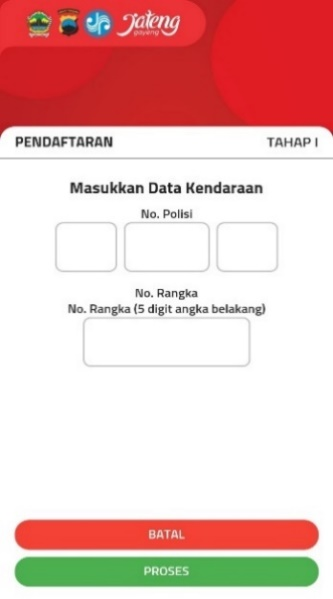 Jateng
gayeng
PENDAFTARAN TAHAP I
Masukkan Data Kendaraan
No. Polisi
No. Rangka
No. Rangka (5 digit angka belakang)
BATAL
PROSES